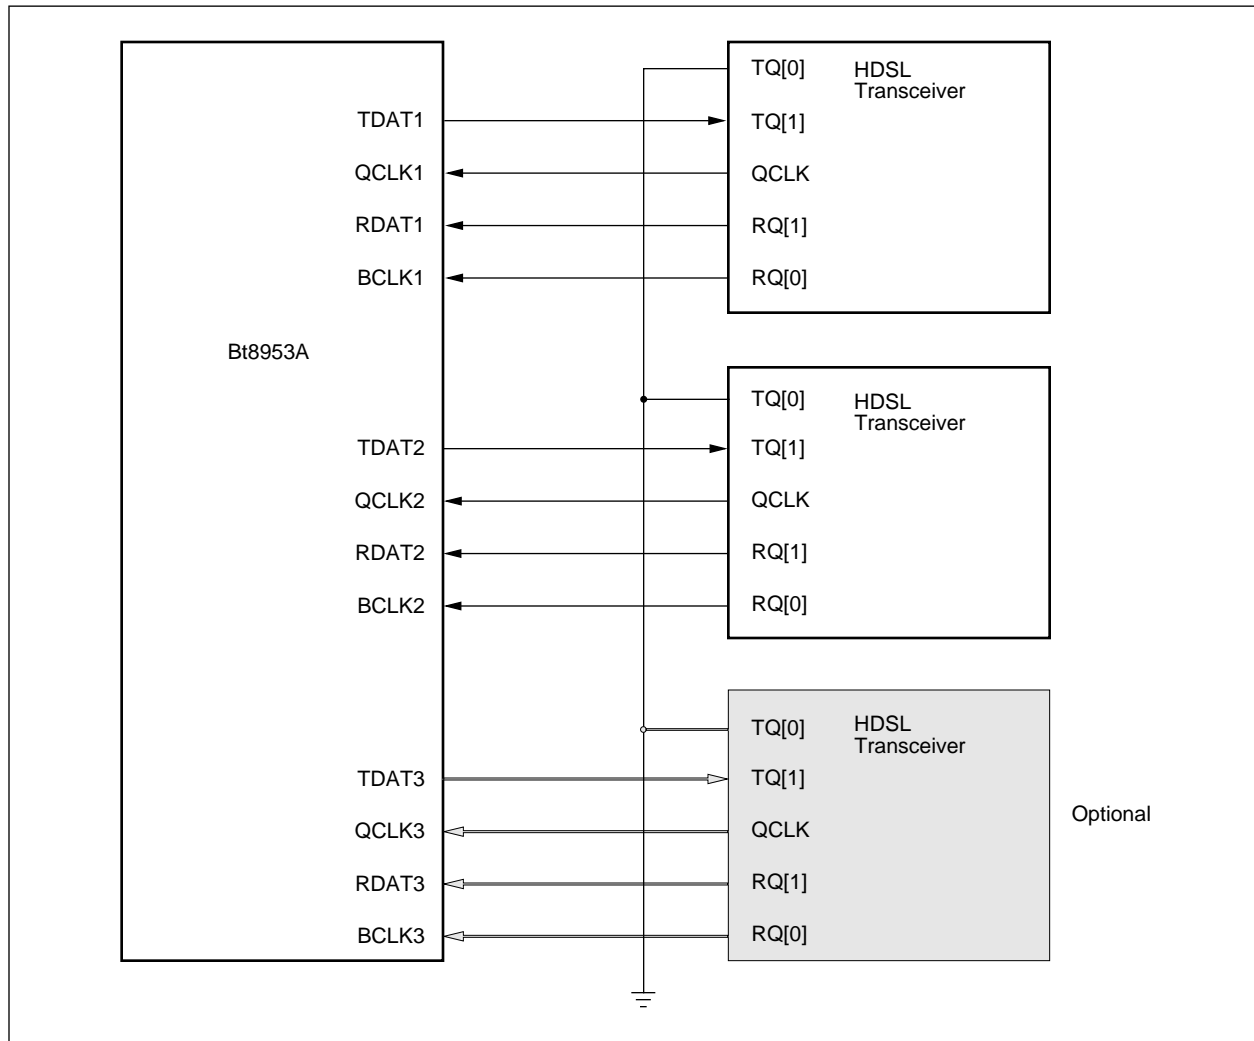 TDAT1
QCLK1
RDAT1
BCLK1
Bt8953A
TDAT2
QCLK2
RDAT2
BCLK2
TDAT3
QCLK3
RDAT3
BCLK3
TQ[0]
HDSL
Transceiver
TQ[1]
QCLK
RQ[1]
RQ[0]
TQ[0]
HDSL
Transceiver
TQ[1]
QCLK
RQ[1]
RQ[0]
TQ[0]
HDSL
Transceiver
TQ[1]
QCLK
RQ[1]
RQ[0]
Optional